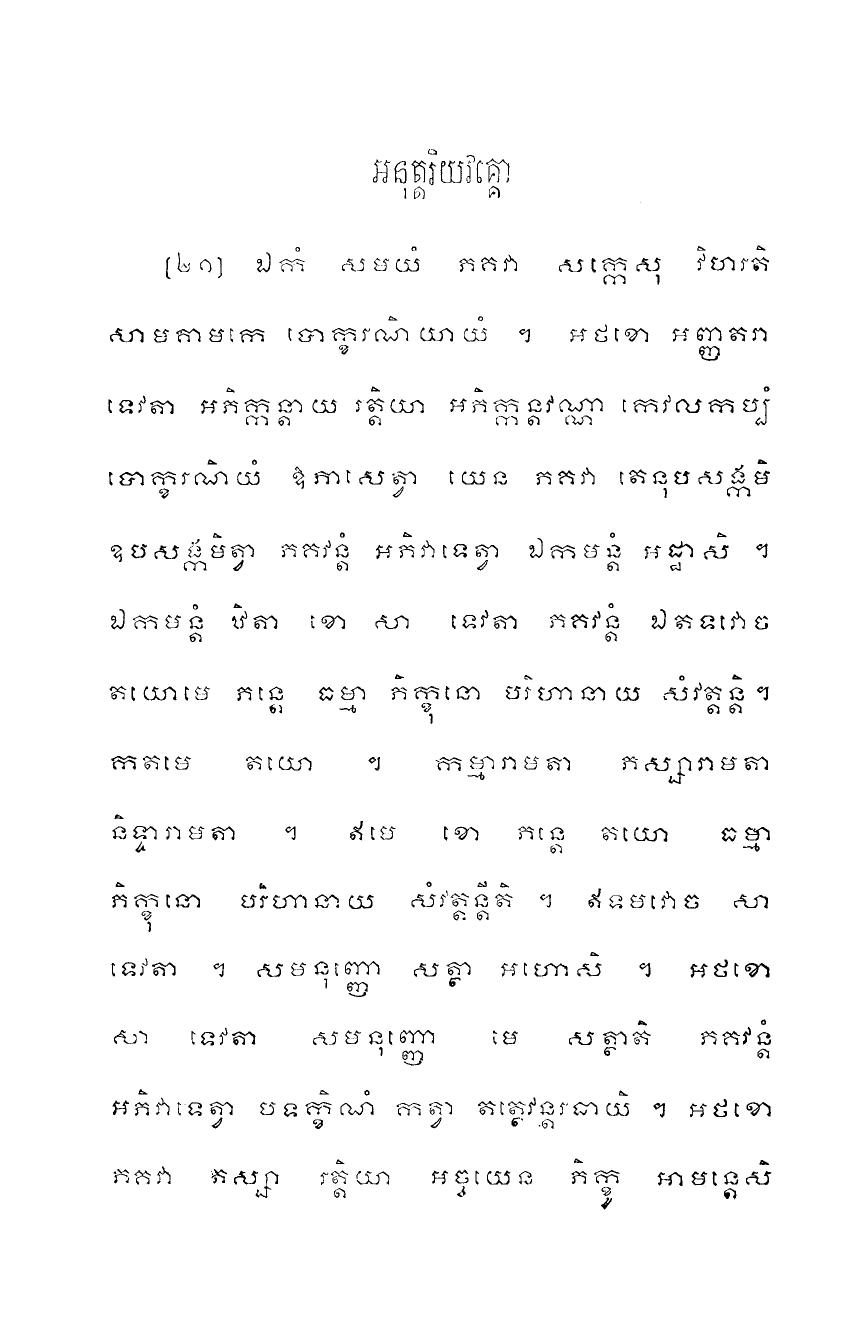 អនុត្តរិយវគ្គោ
[២១] ឯកំ សមយំ ភគវា សក្កេសុ វិហរតិ
សាមគាមកេ បោក្ខរណិយាយំ ។ អថខោ អញ្ញតរា
ទេវតា អភិក្កន្តាយ រត្តិយា អភិក្កន្តវណ្ណា កេវលកប្បំ
បោក្ខរណិយំ ឱភាសេត្វា យេន ភគវា តេនុបសង្កមិ
ឧបសង្កមិត្វា ភគវន្តំ អភិវាទេត្វា ឯកមន្តំ អដ្ឋាសិ ។
ឯកមន្តំ ឋិតា ខោ សា ទេវតា ភគវន្តំ ឯតទវោច
តយោមេ ភន្តេ ធម្មា ភិក្ខុនោ បរិហានាយ សំវត្តន្តិ។
កតមេ តយោ ។ កម្មារាមតា ភស្សារាមតា
និទ្ទារាមតា ។ ឥមេ ខោ ភន្តេ តយោ ធម្មា
ភិក្ខុនោ បរិហានាយ សំវត្តន្តីតិ ។ ឥទមវោច សា
ទេវតា ។ សមនុញ្ញោ សត្ថា អហោសិ ។ អថខោ
សា ទេវតា សមនុញ្ញោ មេ សត្ថាតិ ភគវន្តំ
អភិវាទេត្វា បទក្ខិណំ កត្វា តត្ថេវន្តរធាយិ ។ អថខោ
ភគវា តស្សា រត្តិយា អច្ចយេន ភិក្ខូ អាមន្តេសិ